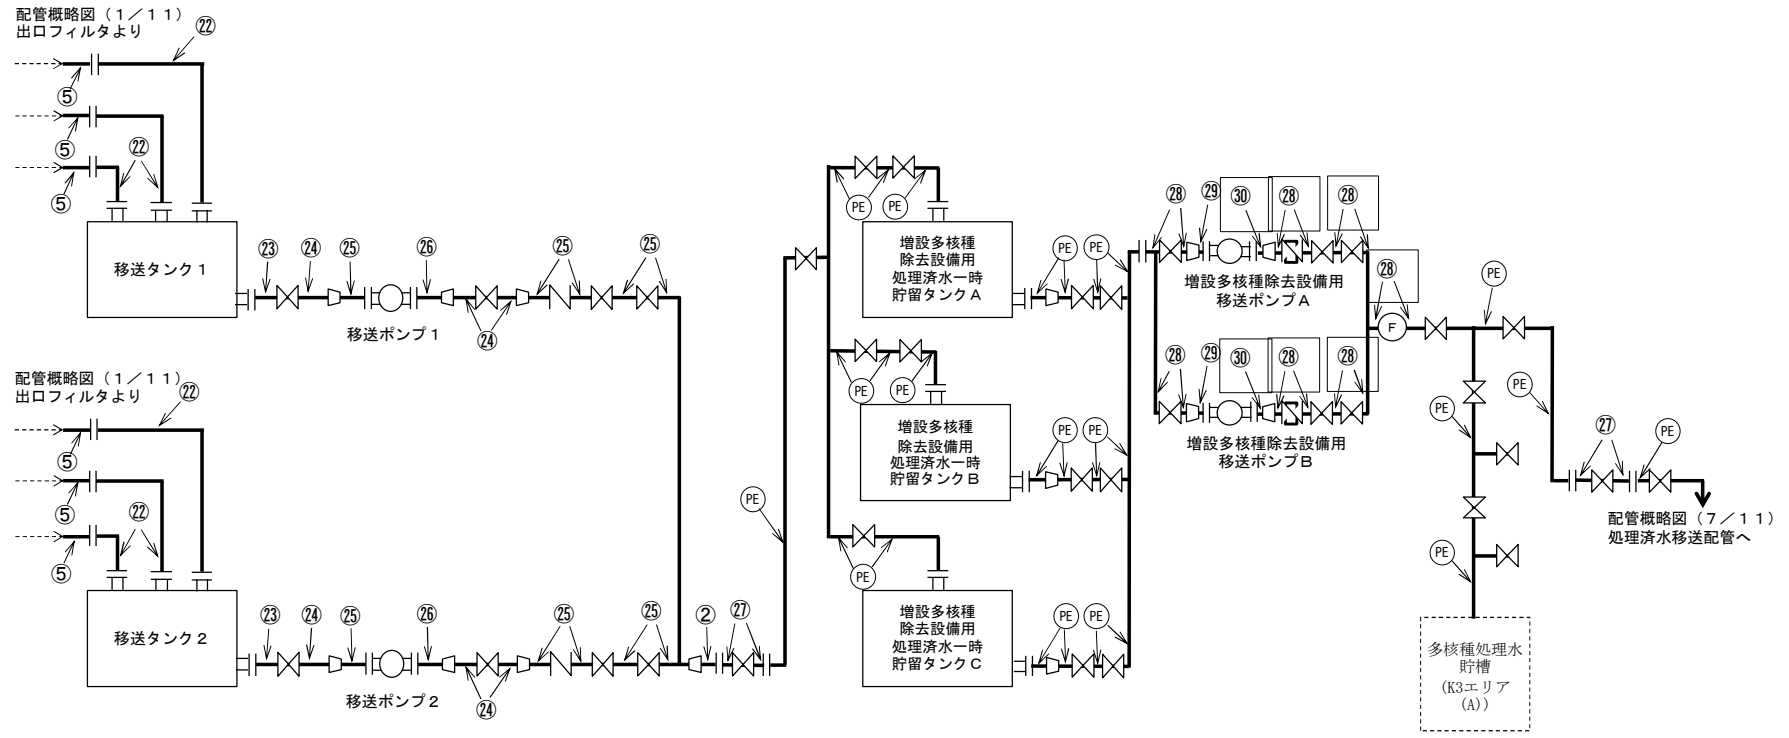 配管概略図（１／１１）
出口フィルタより
㉒
⑤
⑤
㉒
⑤
移送タンク１
㉓
㉔
㉕
㉖
㉕
㉕
移送ポンプ１
㉔
配管概略図（１／１１）
出口フィルタより
㉒
⑤
⑤
㉒
⑤
移送タンク２
㉓
㉔
㉕
㉖
㉕
㉕
②
㉗
移送ポンプ２
㉔
PE
PE
PE
増設多核種
除去設備用
処理済水一時
貯留タンクＡ
PE
PE
PE
PE
増設多核種
除去設備用
処理済水一時
貯留タンクＢ
PE
PE
PE
増設多核種
除去設備用
処理済水一時
貯留タンクＣ
PE
PE
㉘
㉙
㉚
㉘
㉘
増設多核種除去設備用
移送ポンプＡ
㉘
F
㉘
㉙
㉚
㉘
㉘
増設多核種除去設備用
移送ポンプＢ
PE
PE
PE
㉗
PE
配管概略図（７／１１）
処理済水移送配管へ
PE
多核種処理水
貯槽
(K3エリア
(A))